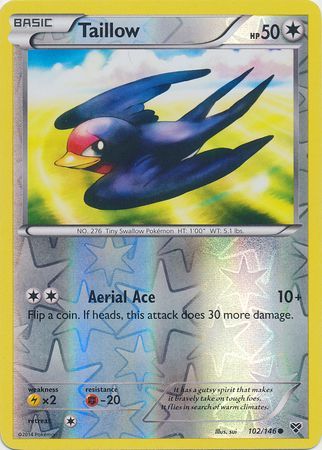 BASIC
Taillow
HP50
NO. 276 Tiny Swallow Pokémon HT: 1'00" WT: 5.1 lbs.
Aerial Ace 10+
Flip a coin. If heads, this attack does 30 more damage.
weakness resistance
×2 -20
retreat
It has a gutsy spirit that makes
it bravely take on tough foes.
It flies in search of warm climates.
©2014 Pokémon
Illus. sui
102/146
XY